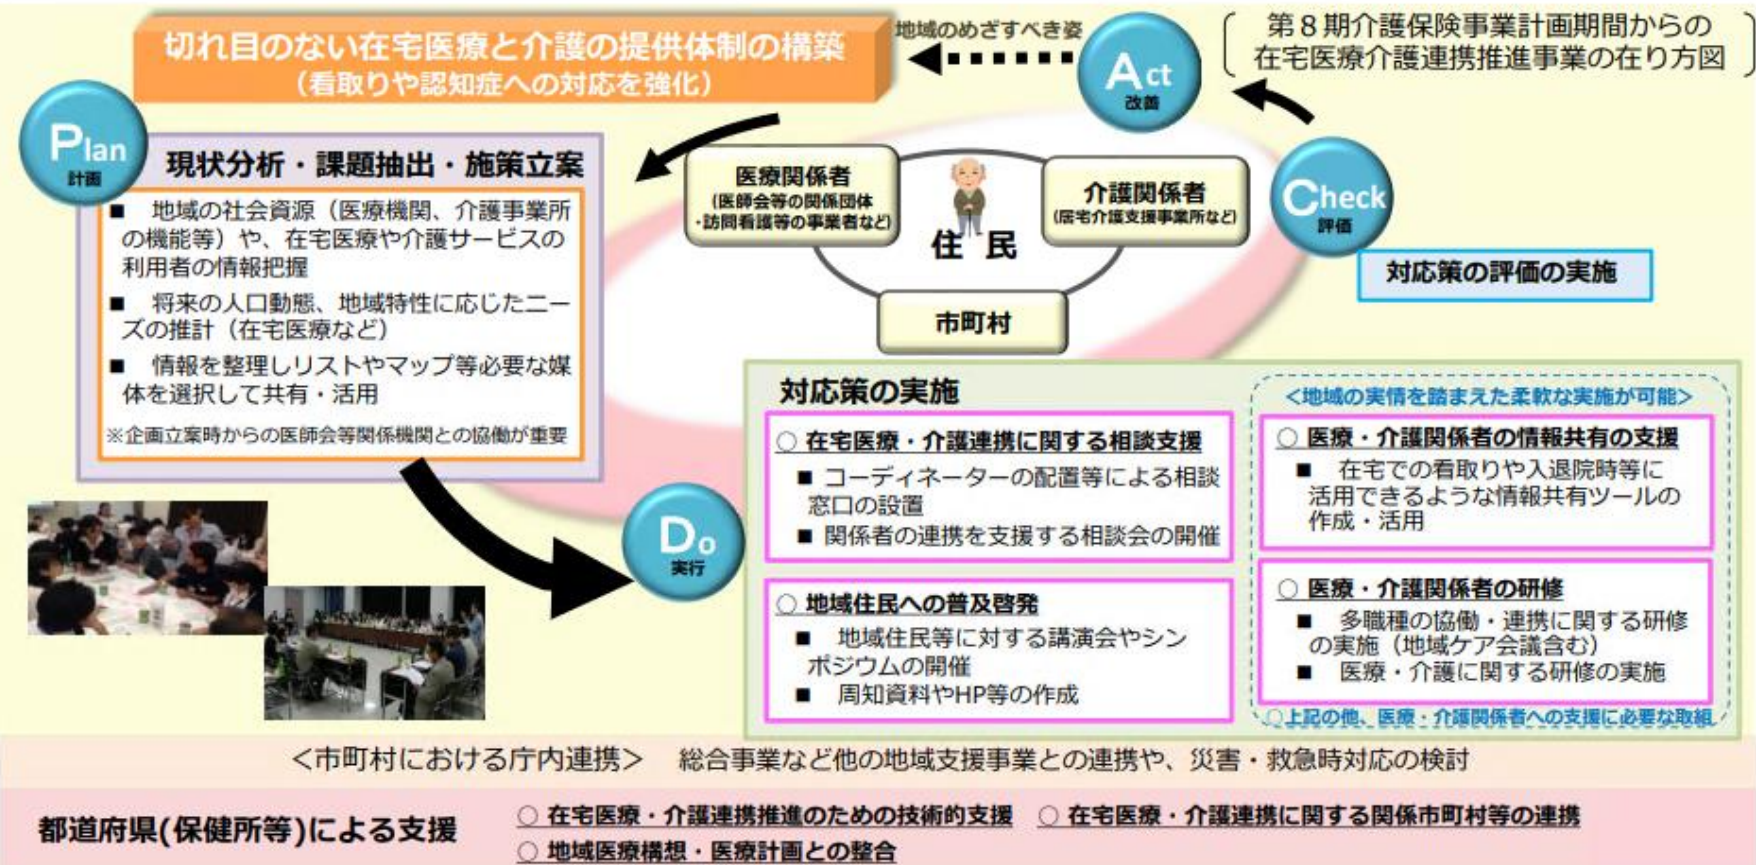 切れ目のない在宅医療と介護の提供体制の構築
(看取りや認知症への対応を強化)
地域のめざすべき姿
Act
改善
第8期介護保険事業計画期間からの
在宅医療介護連携推進事業の在り方図
Plan
計画
現状分析・課題抽出・施策立案
■ 地域の社会資源(医療機関、介護事業所
の機能等)や、在宅医療や介護サービスの
利用者の情報把握
■ 将来の人口動態、地域特性に応じたニー
ズの推計(在宅医療など)
■ 情報を整理しリストやマップ等必要な媒
体を選択して共有・活用
※企画立案時からの医師会等関係機関との協働が重要
医療関係者
(医師会等の関係団体
・訪問看護等の事業者など)
介護関係者
(居宅介護支援事業所など)
住民
市町村
Check
評価
対応策の評価の実施
Do
実行
対応策の実施
○ 在宅医療・介護連携に関する相談支援
■ コーディネーターの配置等による相談
窓口の設置
■ 関係者の連携を支援する相談会の開催
○ 地域住民への普及啓発
■ 地域住民等に対する講演会やシン
ポジウムの開催
■ 周知資料やHP等の作成
<地域の実情を踏まえた柔軟な実施が可能>
○ 医療・介護関係者の情報共有の支援
■ 在宅での看取りや入退院時等に
活用できるような情報共有ツールの
作成・活用
○ 医療・介護関係者の研修
■ 多職種の協働・連携に関する研修
の実施(地域ケア会議含む)
■ 医療・介護に関する研修の実施
○上記の他、医療・介護関係者への支援に必要な取組
<市町村における庁内連携> 総合事業など他の地域支援事業との連携や、災害・救急時対応の検討
都道府県(保健所等)による支援
○ 在宅医療・介護連携推進のための技術的支援 ○ 在宅医療・介護連携に関する関係市町村等の連携
○ 地域医療構想・医療計画との整合